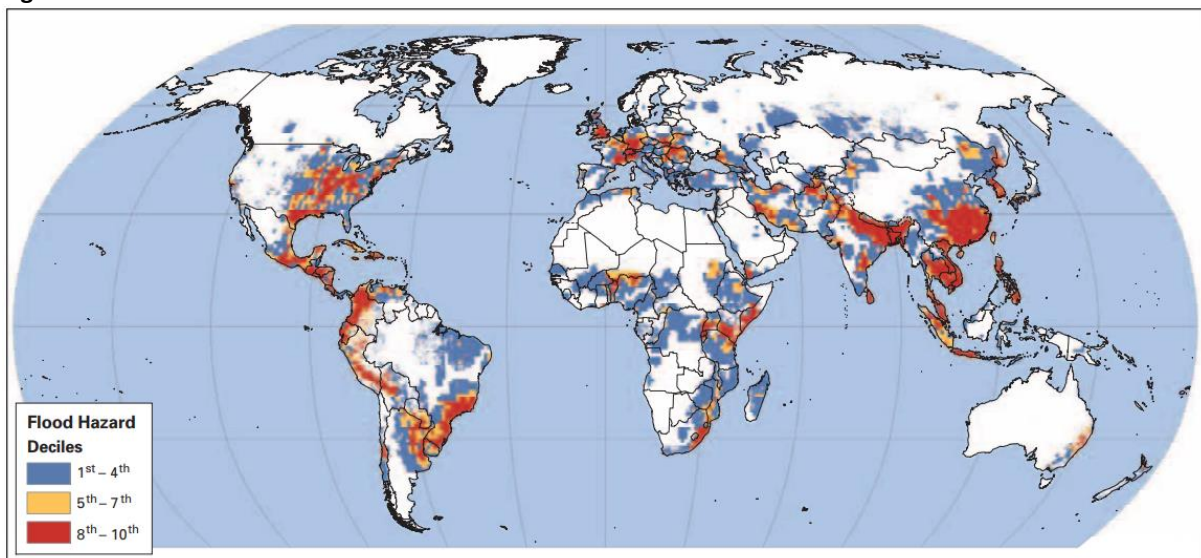 Flood Hazard
Deciles
1st – 4th
5th – 7th
8th – 10th